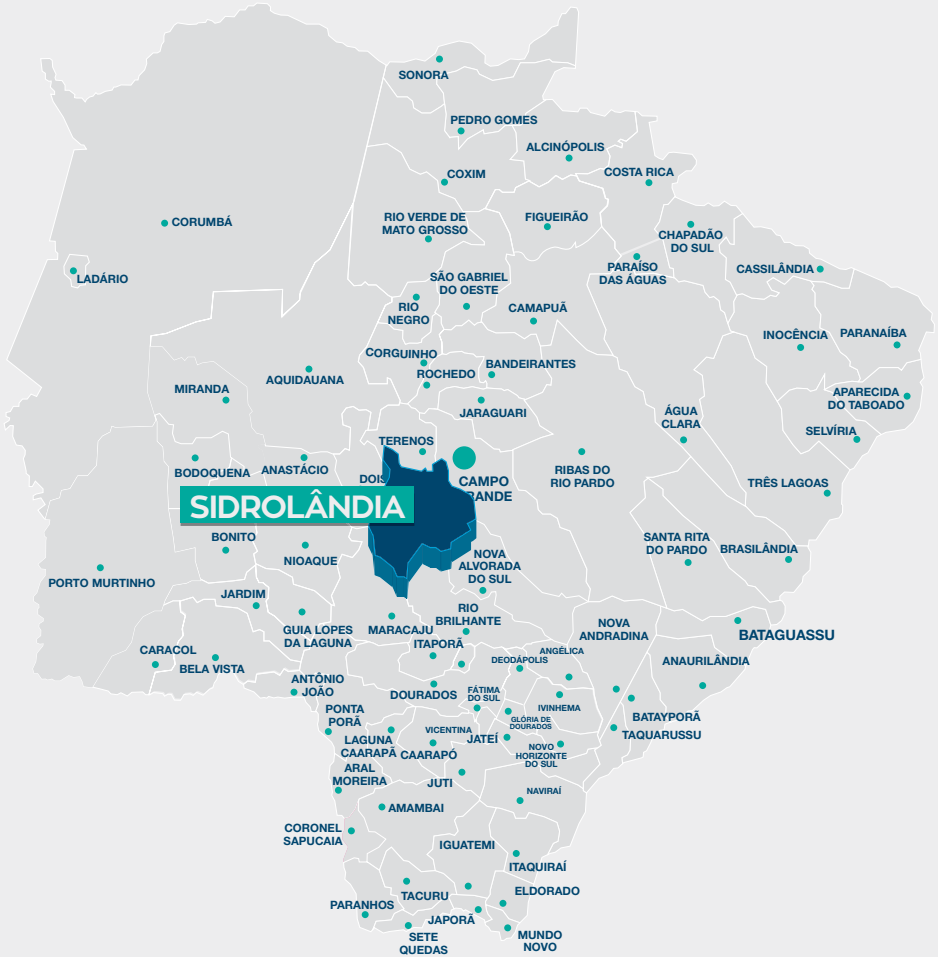 SONORA
PEDRO GOMES
ALCINÓPOLIS
COXIM
COSTA RICA
CORUMBÁ
RIO VERDE DE
MATO GROSSO
FIGUEIRÃO
CHAPADÃO
DO SUL
PARAÍSO
DAS ÁGUAS
CASSILÂNDIA
LADÁRIO
SÃO GABRIEL
DO OESTE
RIO
NEGRO
CAMAPUÃ
INOCÊNCIA
PARANAÍBA
CORGUINHO
ROCHEDO
BANDEIRANTES
AQUIDAUANA
MIRANDA
APARECIDA
DO TABOADO
JARAGUARI
ÁGUA
CLARA
SELVÍRIA
TERENOS
BODOQUENA
ANASTÁCIO
DOIS
CAMPO
RANDE
RIBAS DO
RIO PARDO
TRÊS LAGOAS
SIDROLÂNDIA
BONITO
NIOAQUE
NOVA
ALVORADA
DO SUL
SANTA RITA
DO PARDO
BRASILÂNDIA
PORTO MURTINHO
JARDIM
GUIA LOPES
DA LAGUNA
MARACAJU
RIO
BRILHANTE
NOVA
ANDRADINA
BATAGUASSU
CARACOL
BELA VISTA
ITAPORÃ
DEODÁPOLIS
ANGÉLICA
ANAURILÂNDIA
ANTÔNIO
JOÃO
DOURADOS
FÁTIMA
DO SUL
IVINHEMA
BATAYPORÃ
PONTA
PORÃ
GLÓRIA DE
DOURADOS
TAQUARUSSU
LAGUNA
CAARAPÃ
VICENTINA
CAARAPÓ
JATEÍ
NOVO
HORIZONTE
DO SUL
ARAL
MOREIRA
JUTI
NAVIRAÍ
AMAMBAI
CORONEL
SAPUCAIA
IGUATEMI
ITAQUIRAÍ
TACURU
ELDORADO
PARANHOS
JAPORÃ
SETE
QUEDAS
MUNDO
NOVO